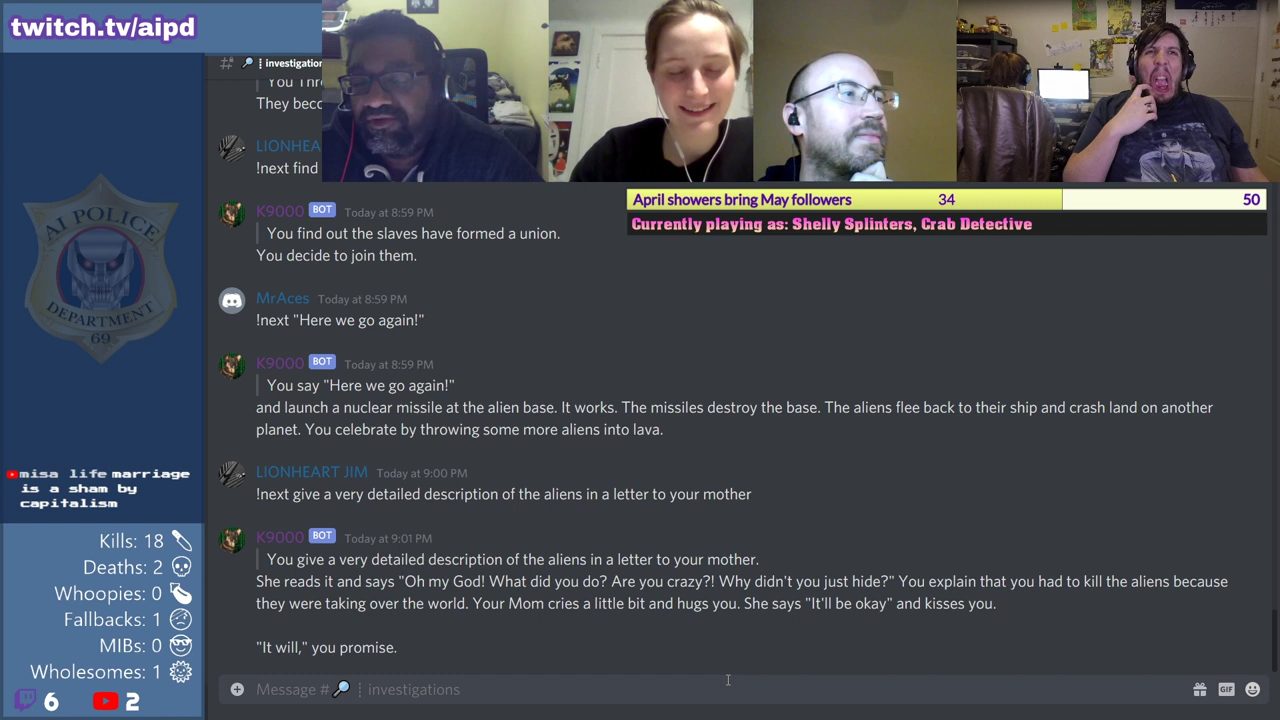 twitch.tv/aipd
# investigation
You Thr
They bec
LIONHEA
!next find
K9000 BOT Today at 8:59 PM
You find out the slaves have formed a union.
You decide to join them.
April showers bring May followers 34 50
Currently playing as: Shelly Splinters, Crab Detective
AI POLICE
DEPARTMENT
69
MrAces Today at 8:59 PM
!next "Here we go again!"
K9000 BOT Today at 8:59 PM
You say "Here we go again!"
and launch a nuclear missile at the alien base. It works. The missiles destroy the base. The aliens flee back to their ship and crash land on another
planet. You celebrate by throwing some more aliens into lava.
LIONHEART JIM Today at 9:00 PM
!next give a very detailed description of the aliens in a letter to your mother
K9000 BOT Today at 9:01 PM
You give a very detailed description of the aliens in a letter to your mother.
She reads it and says "Oh my God! What did you do? Are you crazy?! Why didn't you just hide?" You explain that you had to kill the aliens because
they were taking over the world. Your Mom cries a little bit and hugs you. She says "It'll be okay" and kisses you.
"It will," you promise.
Message # investigations
GIF
misa life marriage
is a sham by
capitalism
Kills: 18
Deaths: 2
Whoopies: 0
Fallbacks: 1
MIBs: 0
Wholesomes: 1
6 2